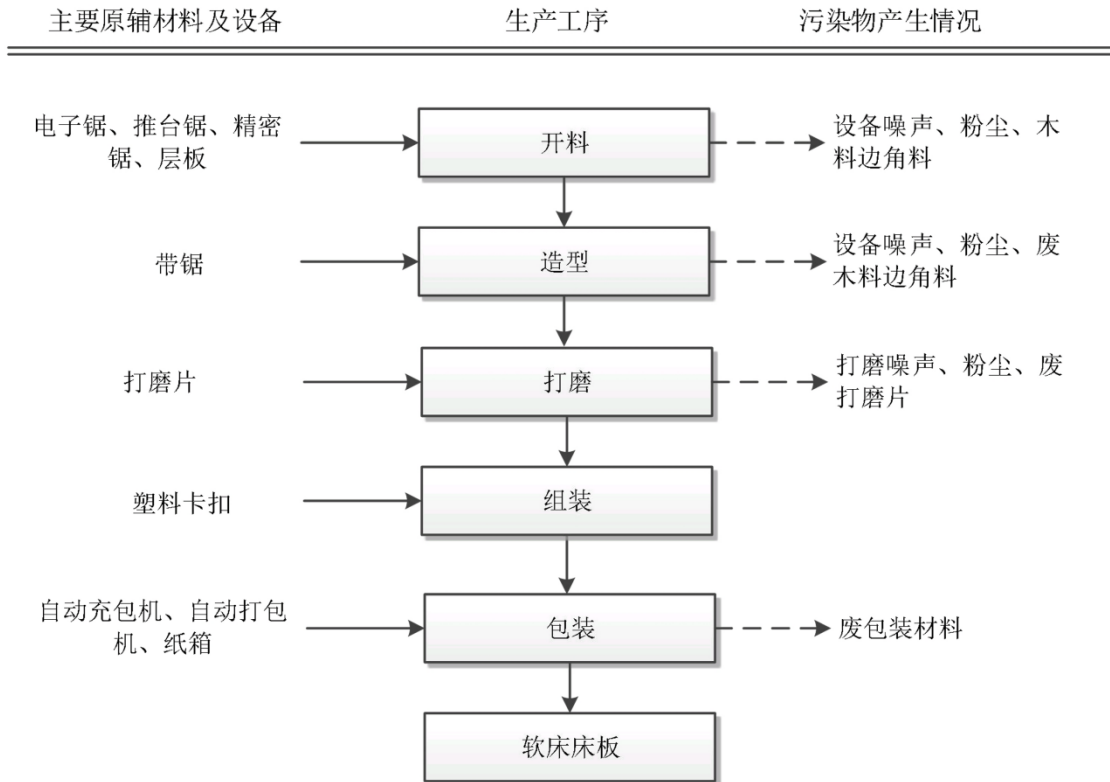 主要原辅材料及设备 生产工序 污染物产生情况
电子锯、推台锯、精密
锯、层板
开料
设备噪声、粉尘、木
料边角料
带锯
造型
设备噪声、粉尘、废
木料边角料
打磨片
打磨
打磨噪声、粉尘、废
打磨片
塑料卡扣
组装
自动充包机、自动打包
机、纸箱
包装
废包装材料
软床床板